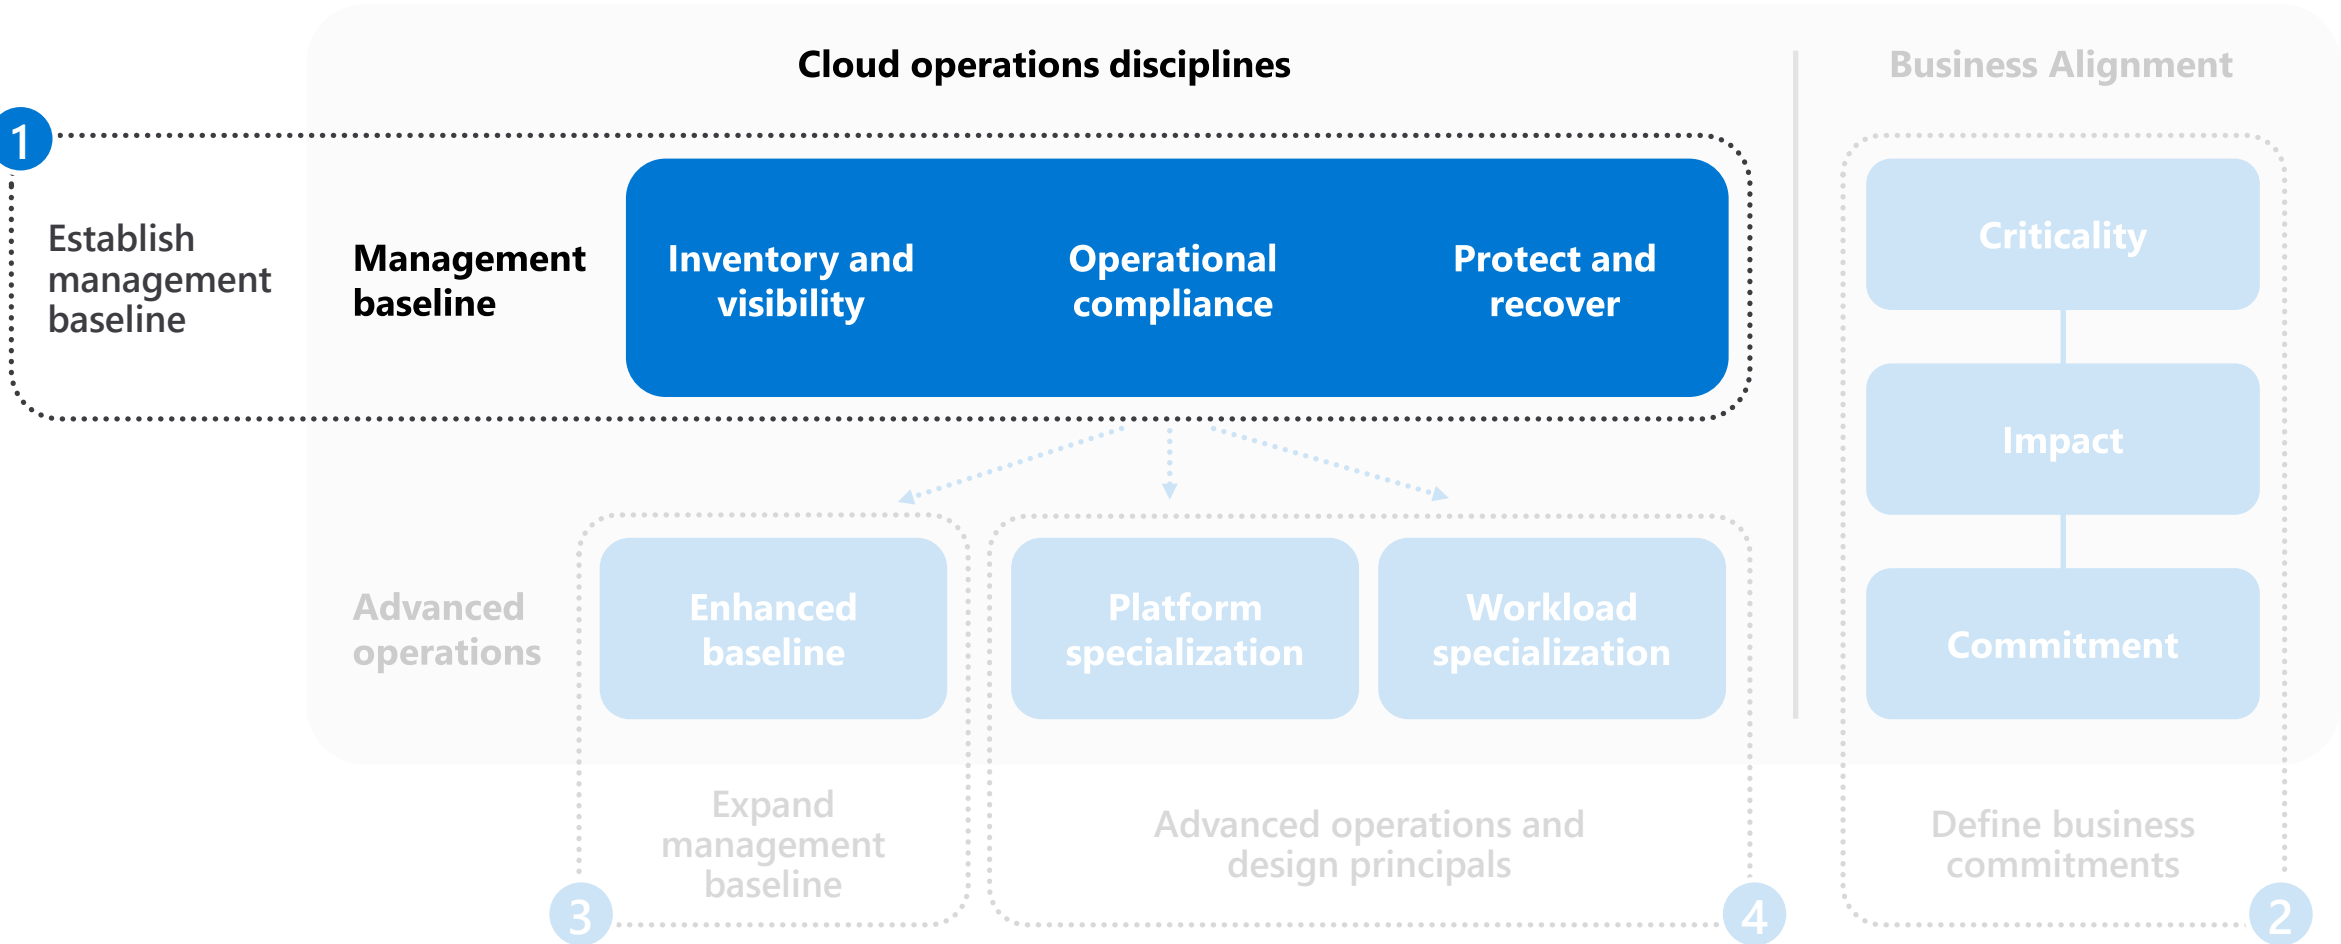 Cloud operations disciplines
Business Alignment
1
Establish
management
baseline
Management
baseline
Inventory and
visibility
Operational
compliance
Protect and
recover
Criticality
Impact
Commitment
Advanced
operations
Enhanced
baseline
Platform
specialization
Workload
specialization
Expand
management
baseline
3
Advanced operations and
design principals
4
Define business
commitments
2